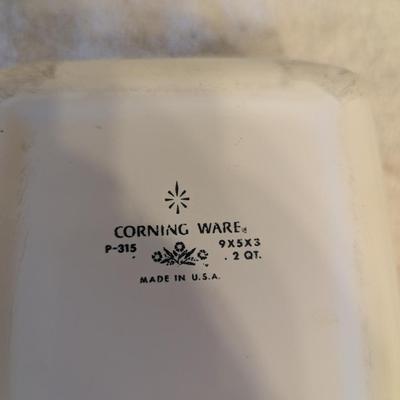 CORNING WARE®
P-315 9X5X3
2 QT.
MADE IN U.S.A.